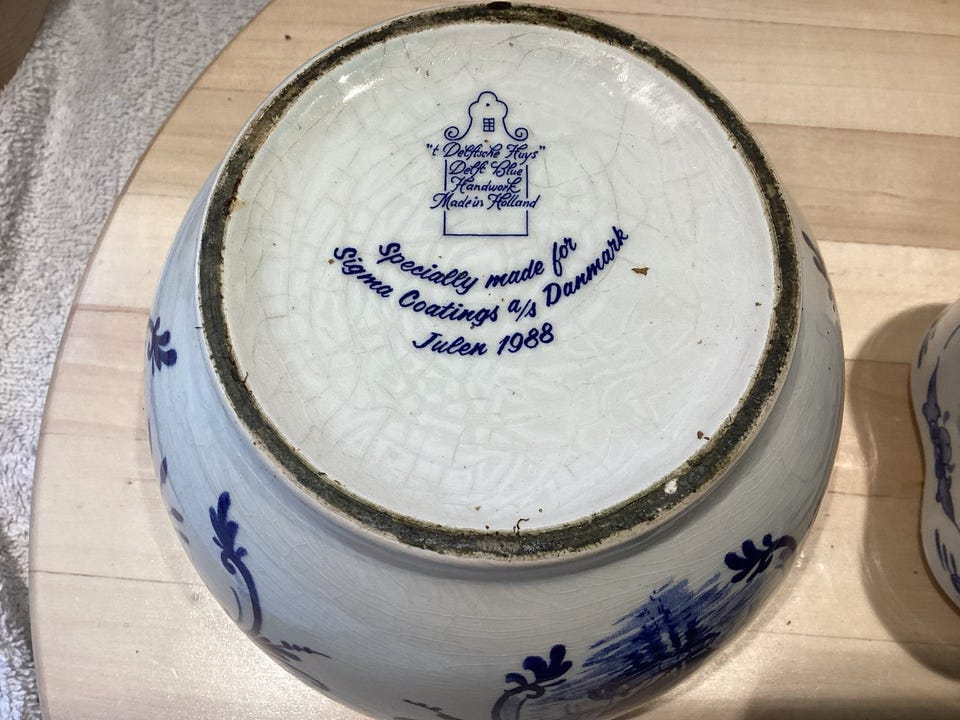 "t Delftsche Huys"
Delft Blue
Handwork
Made in Holland
Specially made for
Sigma Coatings a/s Danmark
Julen 1988